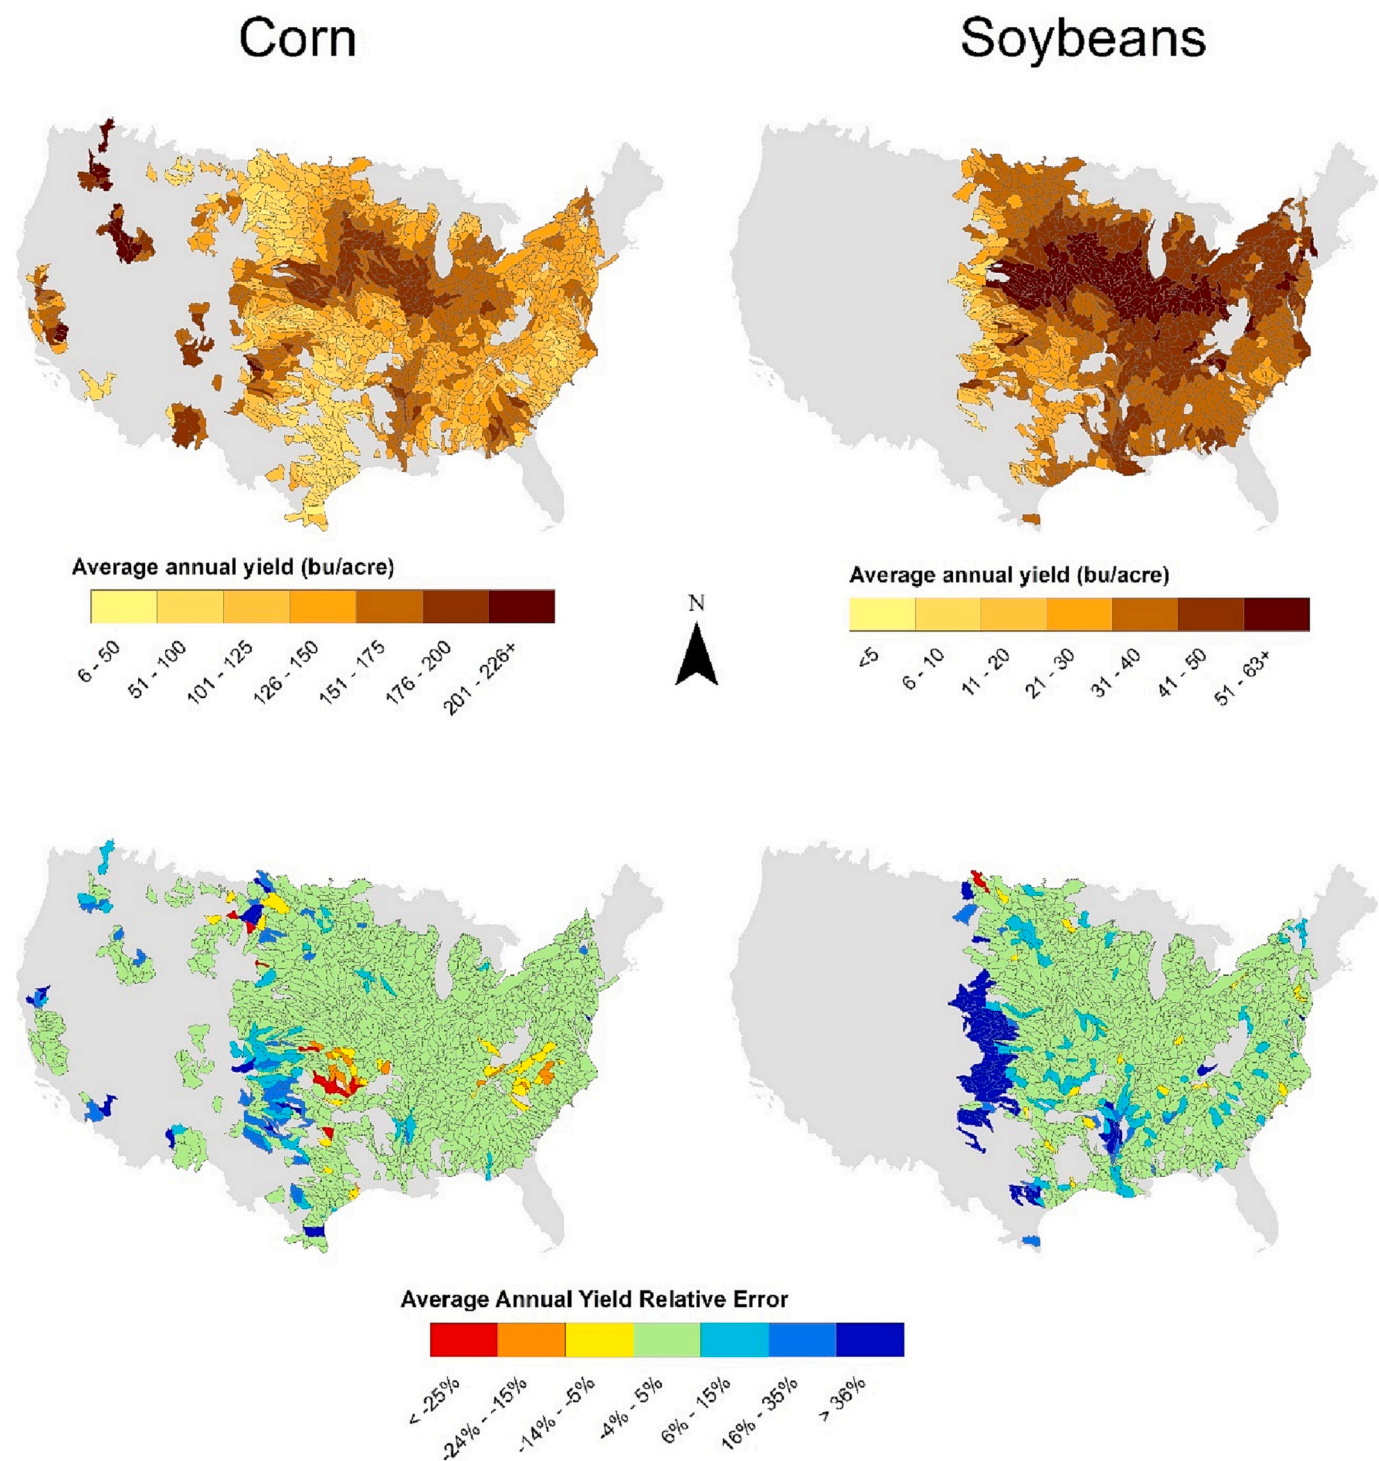 Corn
Soybeans
Average annual yield (bu/acre)
6 - 50
51 - 100
101 - 125
126 - 150
151 - 175
176 - 200
201 - 226+
N
Average annual yield (bu/acre)
<5
6 - 10
11 - 20
21 - 30
31 - 40
41 - 50
51 - 63+
Average Annual Yield Relative Error
< -25%
-24% - -15%
-14% - -5%
-4% - 5%
6% - 15%
16% - 35%
> 36%